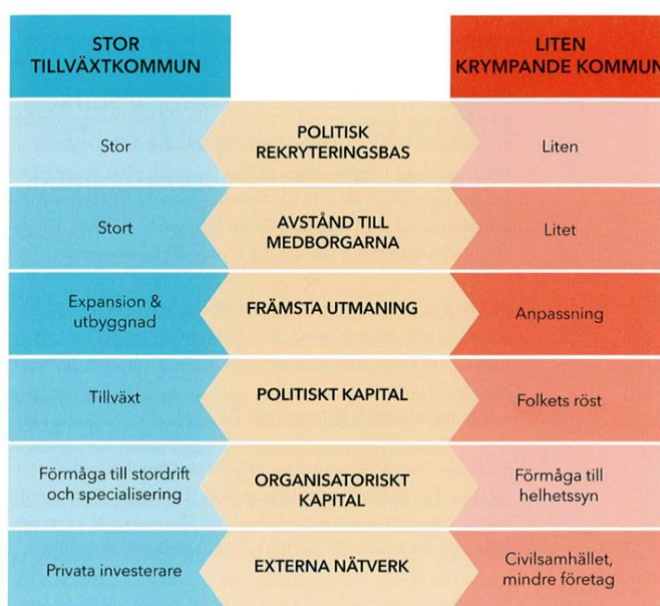 STOR
TILLVÄXTKOMMUN
LITEN
KRYMPANDE KOMMUN
Stor
POLITISK
REKRYTERINGSBAS
Liten
Stort
AVSTÅND TILL
MEDBORGARNA
Litet
Expansion &
utbyggnad
FRÄMSTA UTMANING
Anpassning
Tillväxt
POLITISKT KAPITAL
Folkets röst
Förmåga till stordrift
och specialisering
ORGANISATORISKT
KAPITAL
Förmåga till
helhetssyn
Privata investerare
EXTERNA NÄTVERK
Civilsamhället,
mindre företag